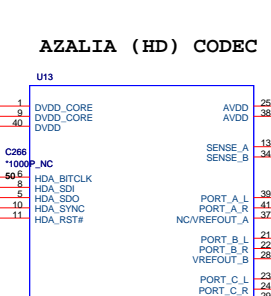 AZALIA (HD) CODEC
U13
1 DVDD_CORE AVDD 25
9 DVDD_CORE AVDD 38
40 DVDD
SENSE_A 13
C266 SENSE_B 34
*1000P_NC
50 6 HDA_BITCLK
8 HDA_SDI
5 HDA_SDO PORT_A_L 39
10 HDA_SYNC PORT_A_R 41
11 HDA_RST# NC/VREFOUT_A 37
PORT_B_L 21
PORT_B_R 22
VREFOUT_B 28
PORT_C_L 23
PORT_C_R 24